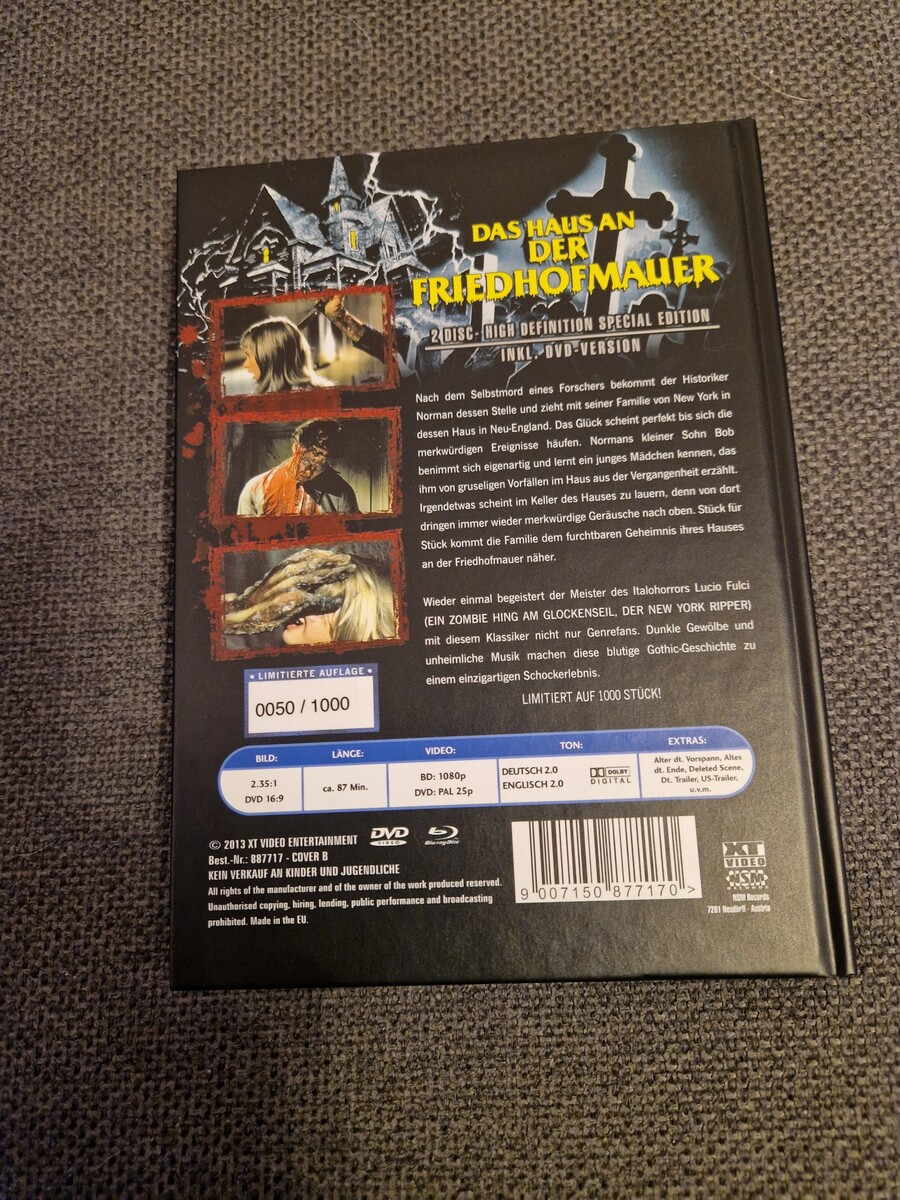 DAS HAUS AN
DER
FRIEDHOFMAUER
2 DISC. HIGH DEFINITION SPECIAL EDITION
INKL. DVD-VERSION
Nach dem Selbstmord eines Forschers bekommt der Historiker
Norman dessen Stelle und zieht mit seiner Familie von New York in
dessen Haus in Neu-England. Das Glück scheint perfekt bis sich die
merkwürdigen Ereignisse häufen. Normans kleiner Sohn Bob
benimmt sich eigenartig und lernt ein junges Mädchen kennen, das
ihm von gruseligen Vorfällen im Haus aus der Vergangenheit erzählt.
Irgendetwas scheint im Keller des Hauses zu lauern, denn von dort
dringen immer wieder merkwürdige Geräusche nach oben. Stück für
Stück kommt die Familie dem furchtbaren Geheimnis ihres Hauses
an der Friedhofmauer näher.
Wieder einmal begeistert der Meister des Italohorrors Lucio Fulci
(EIN ZOMBIE HING AM GLOCKENSEIL, DER NEW YORK RIPPER)
mit diesem Klassiker nicht nur Genrefans. Dunkle Gewölbe und
unheimliche Musik machen diese blutige Gothic-Geschichte zu
einem einzigartigen Schockerlebnis.
LIMITIERT AUF 1000 STÜCK!
• LIMITIERTE AUFLAGE •
0050 / 1000
BILD:
2.35:1
DVD 16:9
LÄNGE:
ca. 87 Min.
VIDEO:
BD: 1080p
DVD: PAL 25p
TON:
DEUTSCH 2.0
ENGLISCH 2.0
DOLBY
DIGITAL
EXTRAS:
Alter dt. Vorspann, Altes
dt. Ende, Deleted Scene,
Dt. Trailer, US-Trailer,
u.v.m.
© 2013 XT VIDEO ENTERTAINMENT
Best.-Nr.: 887717 - COVER B
KEIN VERKAUF AN KINDER UND JUGENDLICHE
All rights of the manufacturer and of the owner of the work produced reserved.
Unauthorised copying, hiring, lending, public performance and broadcasting
prohibited. Made in the EU.
DVD
VIDEO
Blu-ray Disc
9 007150 877170 >
XT
VIDEO
NSM
NSM Records
7201 Neudörfl - Austria